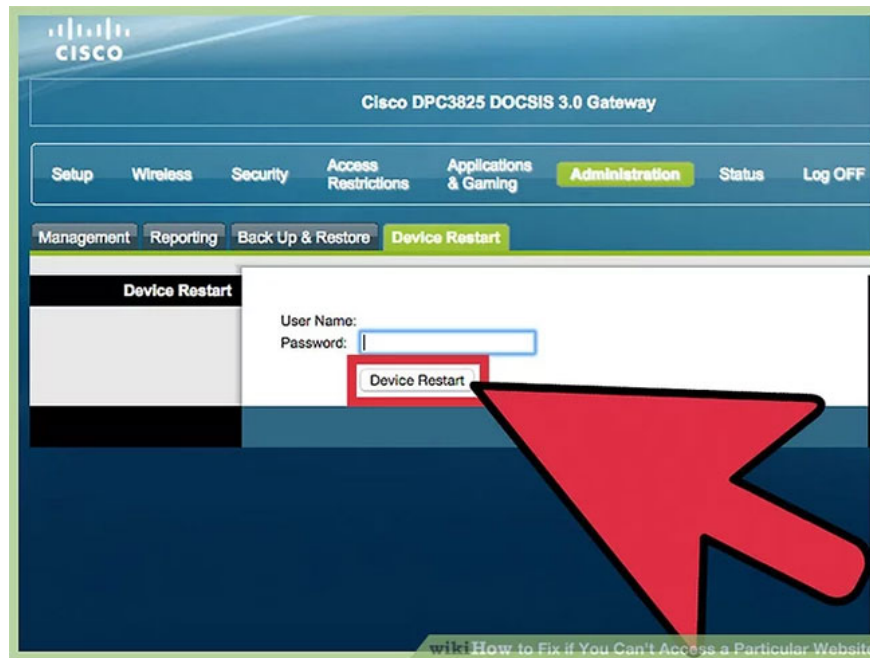 CISCO
Cisco DPC3825 DOCSIS 3.0 Gateway
Setup Wireless Security Access Restrictions Applications & Gaming Administration Status Log OFF
Management Reporting Back Up & Restore Device Restart
Device Restart
User Name:
Password:
Device Restart
wikiHow to Fix if You Can't Access a Particular Website